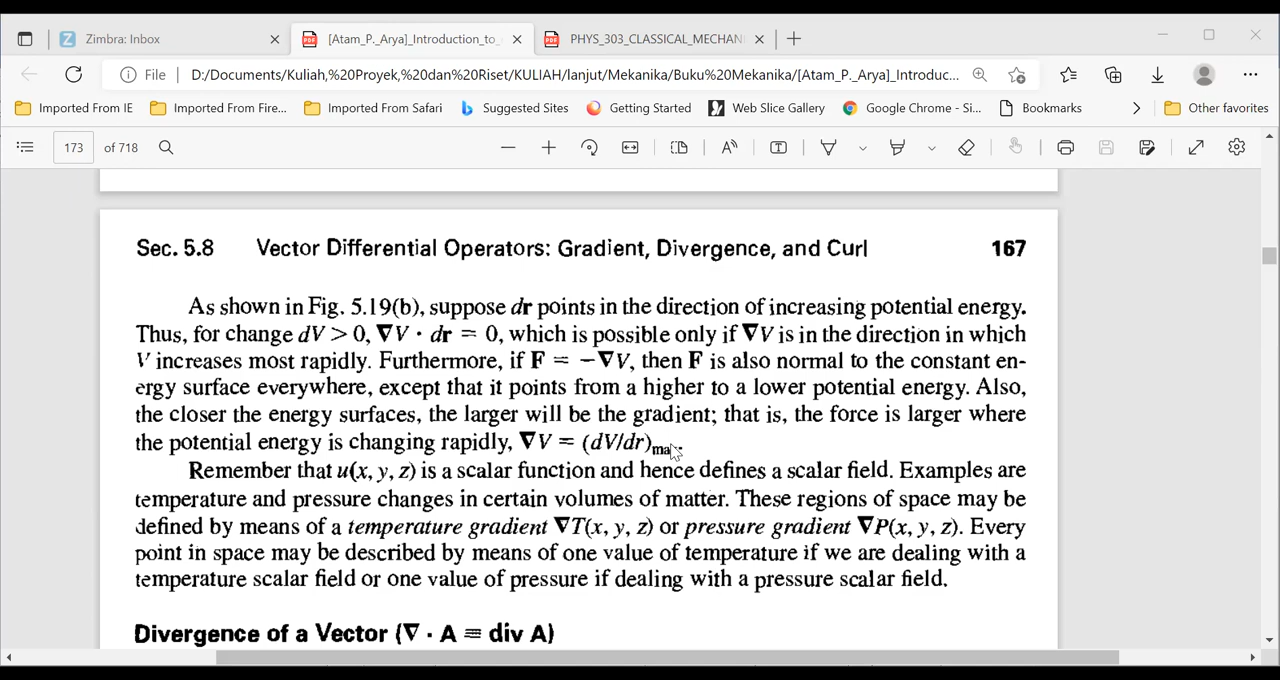 Zimbra: Inbox
[Atam_P._Arya]_Introduction_to_
PHYS_303_CLASSICAL_MECHAN
File
D:/Documents/Kuliah,%20Proyek,%20dan%20Riset/KULIAH/lanjut/Mekanika/Buku%20Mekanika/[Atam_P._Arya]_Introduc...
Imported From IE
Imported From Fire...
Imported From Safari
Suggested Sites
Getting Started
Web Slice Gallery
Google Chrome - Si...
Bookmarks
Other favorites
173 of 718
Sec. 5.8 Vector Differential Operators: Gradient, Divergence, and Curl 167
As shown in Fig. 5.19(b), suppose dr points in the direction of increasing potential energy.
Thus, for change dV > 0, ∇V · dr = 0, which is possible only if ∇V is in the direction in which
V increases most rapidly. Furthermore, if F = −∇V, then F is also normal to the constant en-
ergy surface everywhere, except that it points from a higher to a lower potential energy. Also,
the closer the energy surfaces, the larger will be the gradient; that is, the force is larger where
the potential energy is changing rapidly, ∇V = (dV/dr)max.
Remember that u(x, y, z) is a scalar function and hence defines a scalar field. Examples are
temperature and pressure changes in certain volumes of matter. These regions of space may be
defined by means of a temperature gradient ∇T(x, y, z) or pressure gradient ∇P(x, y, z). Every
point in space may be described by means of one value of temperature if we are dealing with a
temperature scalar field or one value of pressure if dealing with a pressure scalar field.
Divergence of a Vector (∇ · A ≡ div A)